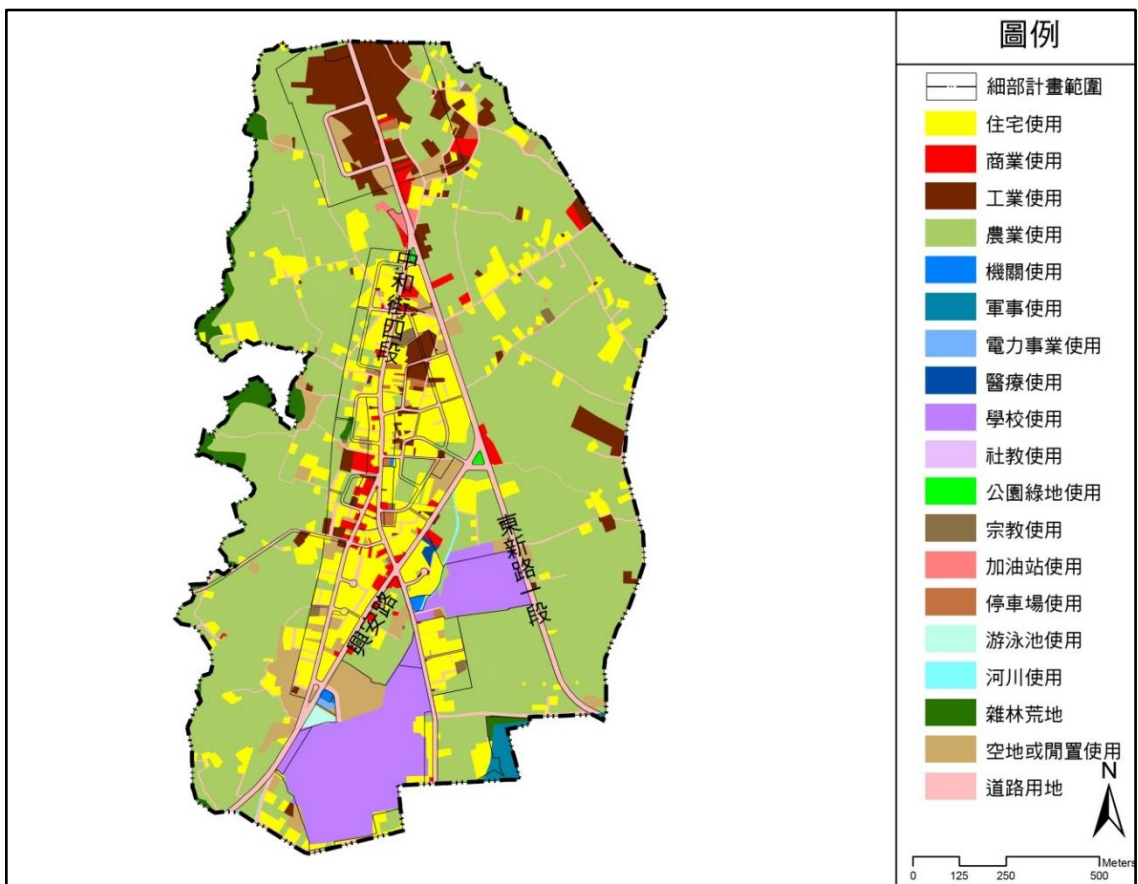 中和街四段
東新路一段
興安路
圖例
細部計畫範圍
住宅使用
商業使用
工業使用
農業使用
機關使用
軍事使用
電力事業使用
醫療使用
學校使用
社教使用
公園綠地使用
宗教使用
加油站使用
停車場使用
游泳池使用
河川使用
雜林荒地
空地或閒置使用
道路用地
N
Meters
0 125 250 500